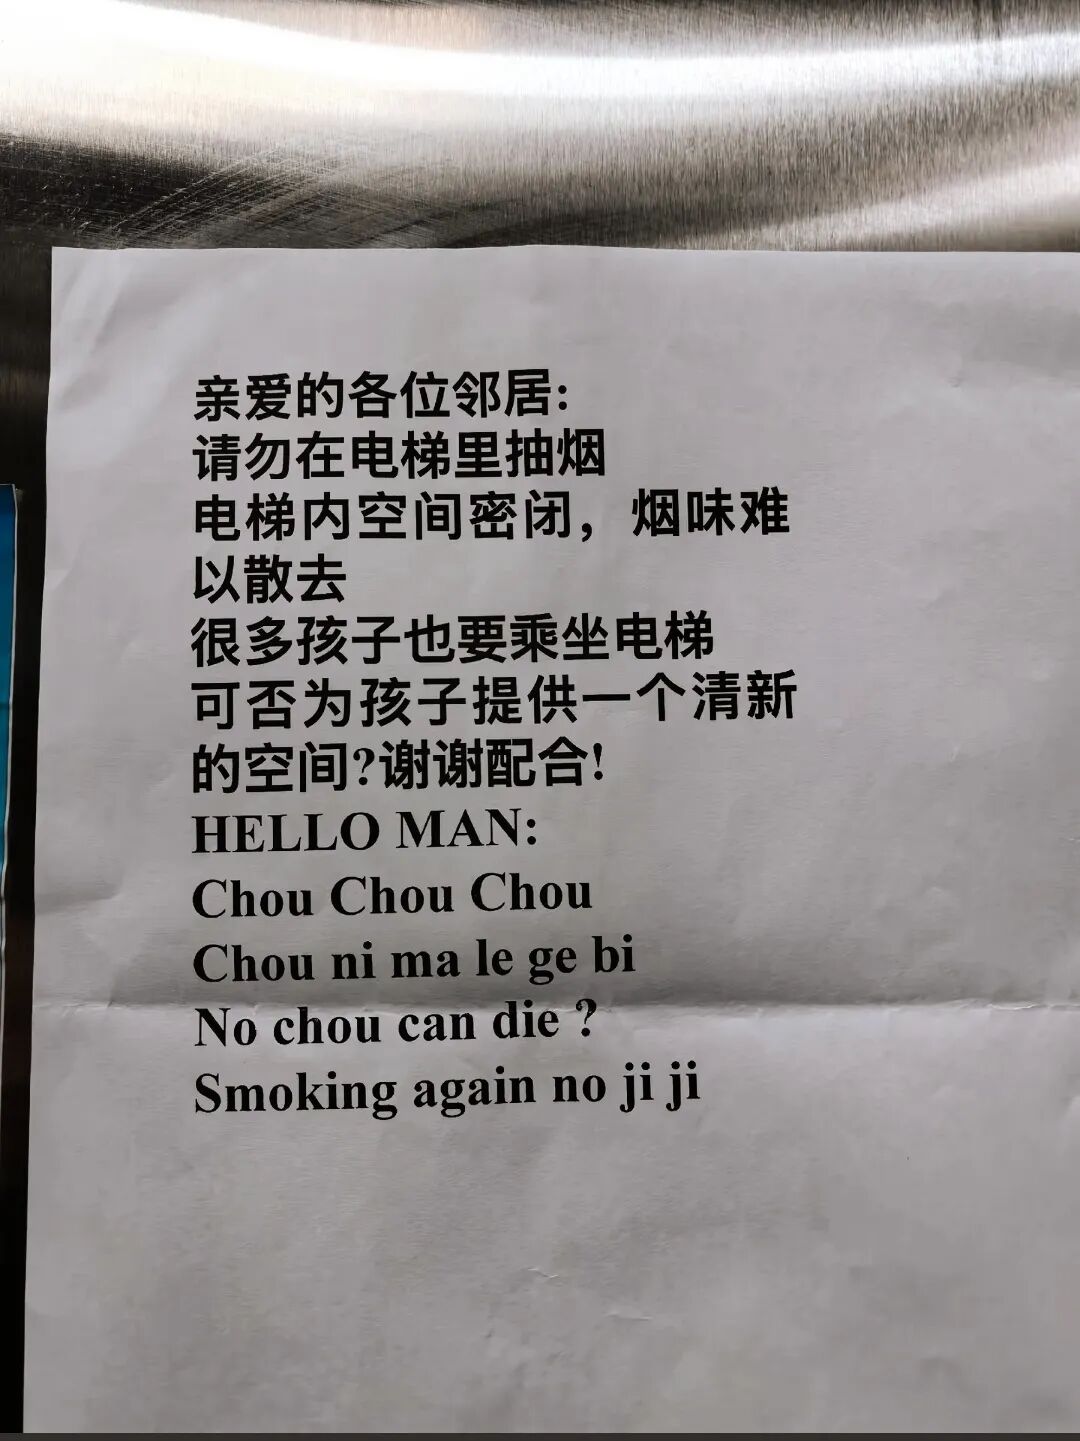 亲爱的各位邻居:
请勿在电梯里抽烟
电梯内空间密闭，烟味难
以散去
很多孩子也要乘坐电梯
可否为孩子提供一个清新
的空间?谢谢配合!
HELLO MAN:
Chou Chou Chou
Chou ni ma le ge bi
No chou can die ?
Smoking again no ji ji